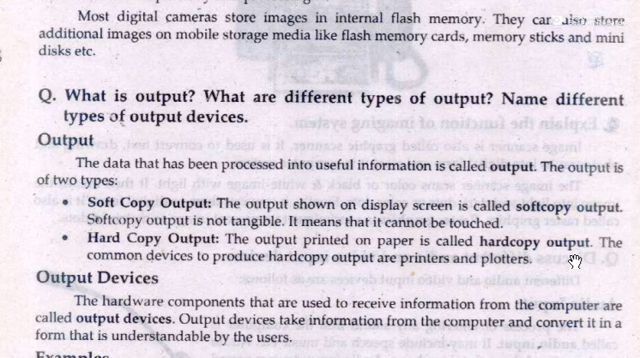 Most digital cameras store images in internal flash memory. They can also store
additional images on mobile storage media like flash memory cards, memory sticks and mini
disks etc.
Q. What is output? What are different types of output? Name different
types of output devices.
Output
The data that has been processed into useful information is called output. The output is
of two types:
• Soft Copy Output: The output shown on display screen is called softcopy output.
Softcopy output is not tangible. It means that it cannot be touched.
• Hard Copy Output: The output printed on paper is called hardcopy output. The
common devices to produce hardcopy output are printers and plotters.
Output Devices
The hardware components that are used to receive information from the computer are
called output devices. Output devices take information from the computer and convert it in a
form that is understandable by the users.
Examples